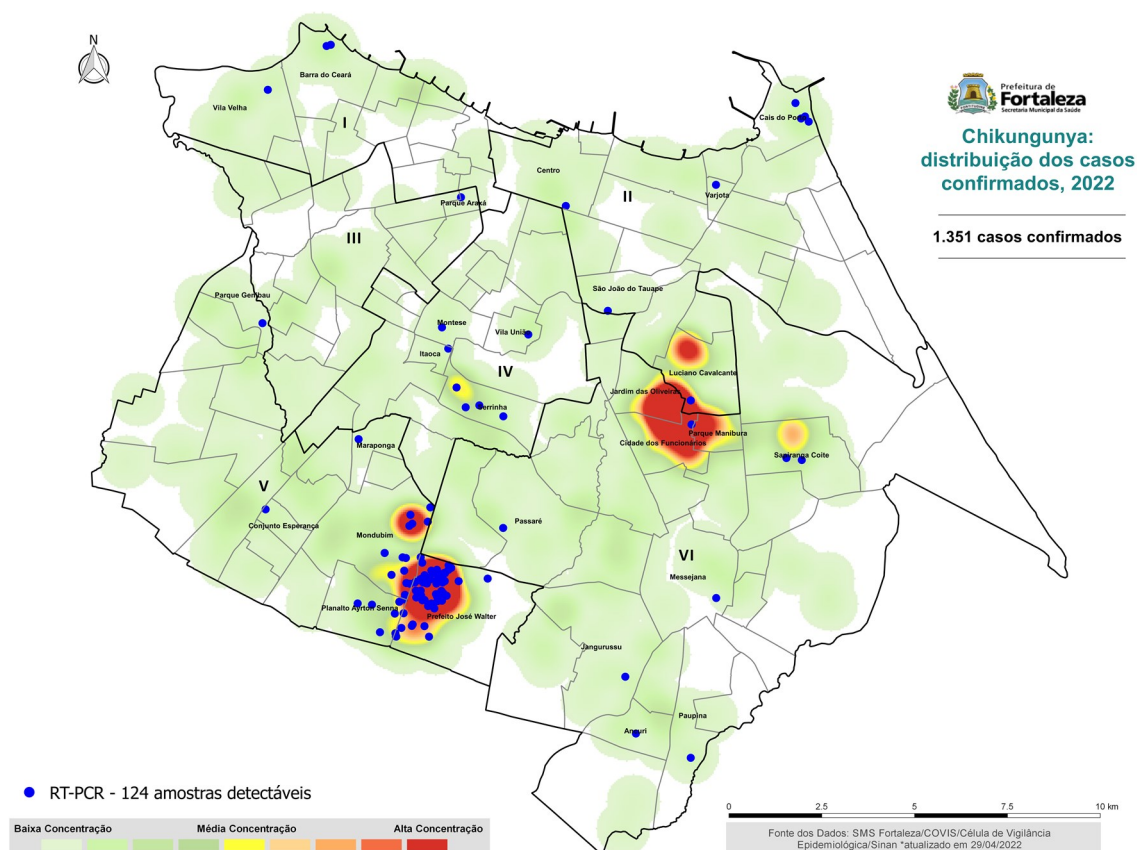 N
Barra do Ceará
Vila Velha
I
Cais do Porto
Prefeitura de
Fortaleza
Secretaria Municipal da Saúde
Chikungunya:
distribuição dos casos
confirmados, 2022
1.351 casos confirmados
Centro
II
Varjota
Parque Araxá
III
São João do Tauape
Parque Genibau
Montese
Vila União
Itaoca
IV
Luciano Cavalcante
Jardim das Oliveiras
Serrinha
Parque Manibura
Cidade dos Funcionários
Sapiranga Coite
Maraponga
V
Conjunto Esperança
Passaré
Mondubim
VI
Messejana
Planalto Ayrton Senna
Prefeito José Walter
Jangurussu
Paupina
Ancuri
RT-PCR - 124 amostras detectáveis
0 2.5 5 7.5 10 km
Baixa Concentração Média Concentração Alta Concentração
Fonte dos Dados: SMS Fortaleza/COVIS/Célula de Vigilância
Epidemiológica/Sinan *atualizado em 29/04/2022